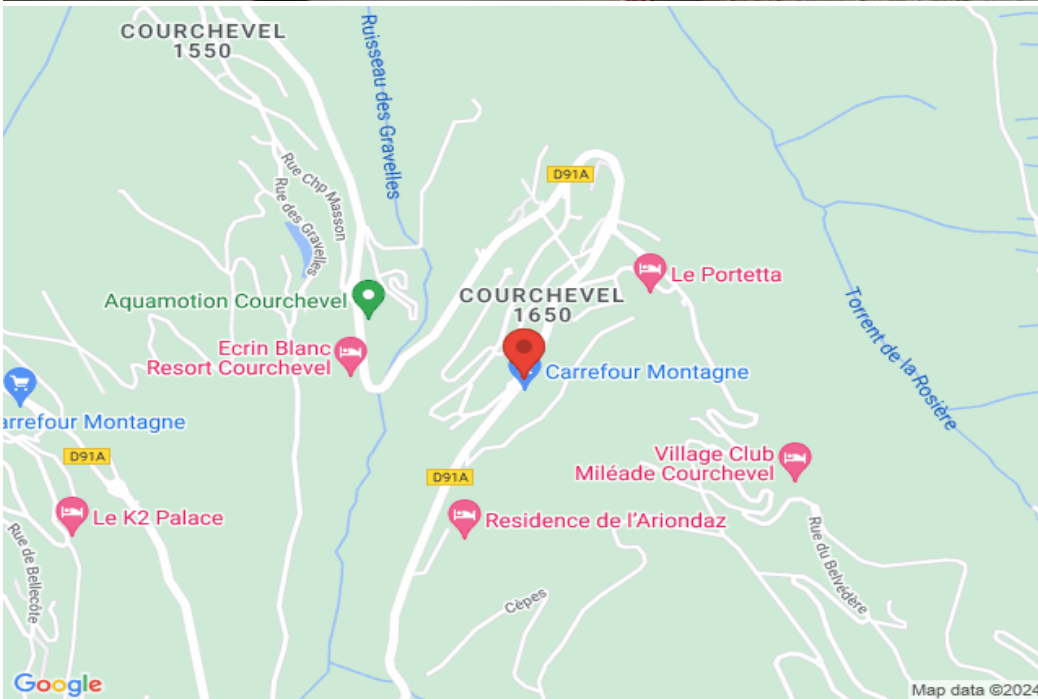 COURCHEVEL
1550
Ruisseau des Gravelles
D91A
Rue Chp Masson
Rue des Gravelles
Le Portetta
Aquamotion Courchevel
COURCHEVEL
1650
Torrent de la Rosière
Ecrin Blanc
Resort Courchevel
Carrefour Montagne
arrefour Montagne
D91A
D91A
Village Club
Miléade Courchevel
Le K2 Palace
Residence de l'Ariondaz
Rue de Bellecôte
Rue du Belvédère
Cèpes
Google
Map data ©2024